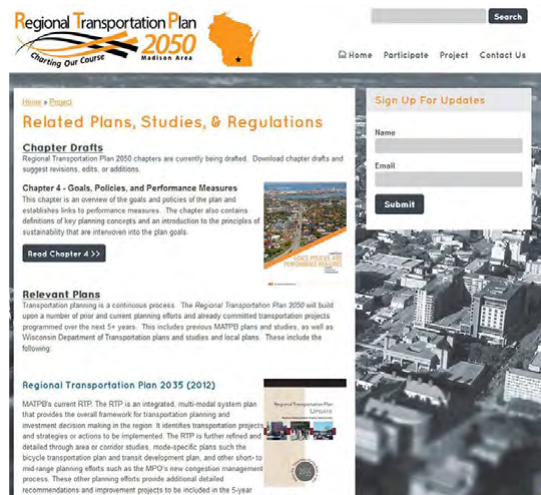 Regional Transportation Plan
2050
Charting Our Course
Madison Area
Search
Home Participate Project Contact Us
Home » Project
Related Plans, Studies, & Regulations
Chapter Drafts
Regional Transportation Plan 2050 chapters are currently being drafted. Download chapter drafts and
suggest revisions, edits, or additions.
Chapter 4 - Goals, Policies, and Performance Measures
This chapter is an overview of the goals and policies of the plan and
establishes links to performance measures. The chapter also contains
definitions of key planning concepts and an introduction to the principles of
sustainability that are interwoven into the plan goals.
GOALS, POLICIES, AND
PERFORMANCE MEASURES
Read Chapter 4 >>
Relevant Plans
Transportation planning is a continuous process. The Regional Transportation Plan 2050 will build
upon a number of prior and current planning efforts and already committed transportation projects
programmed over the next 5+ years. This includes previous MATPB plans and studies, as well as
Wisconsin Department of Transportation plans and studies and local plans. These include the
following:
Regional Transportation Plan 2035 (2012)
MATPB's current RTP. The RTP is an integrated, multi-modal system plan
that provides the overall framework for transportation planning and
investment decision making in the region. It identifies transportation projects
and strategies or actions to be implemented. The RTP is further refined and
detailed through area or corridor studies, mode-specific plans such the
bicycle transportation plan and transit development plan, and other short- to
mid-range planning efforts such as the MPO's new congestion management
process. These other planning efforts provide additional detailed
recommendations and improvement projects to be included in the 5-year
Regional Transportation Plan
Update
2035
Sign Up For Updates
Name
Email
Submit